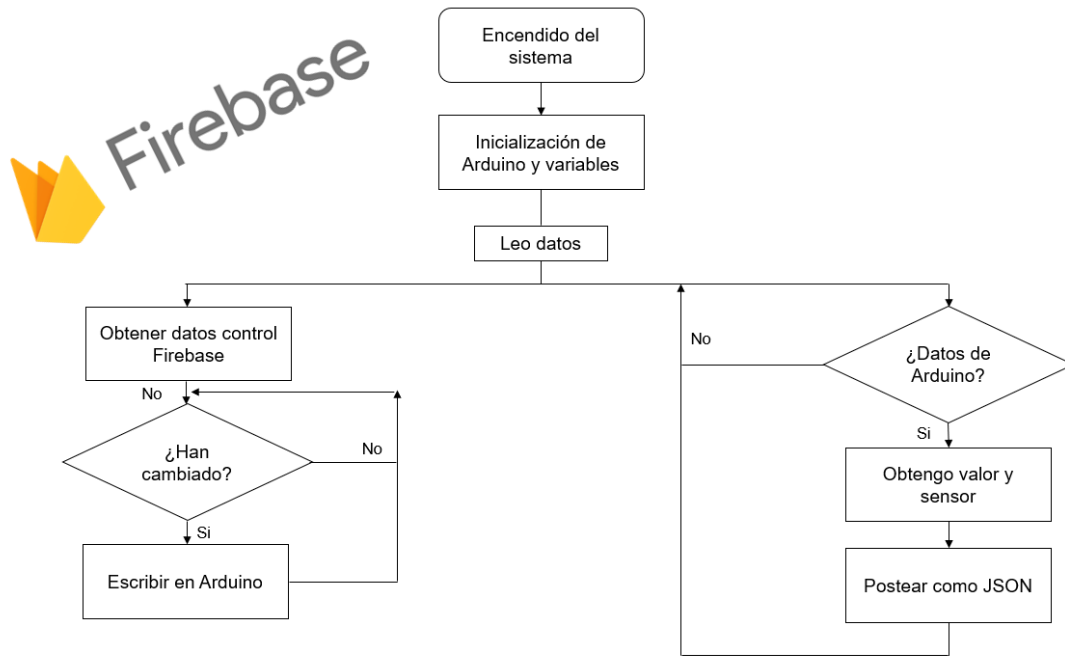 Firebase
Encendido del
sistema
Inicialización de
Arduino y variables
Leo datos
Obtener datos control
Firebase
No
¿Han
cambiado?
No
Si
Escribir en Arduino
No
¿Datos de
Arduino?
Si
Obtengo valor y
sensor
Postear como JSON